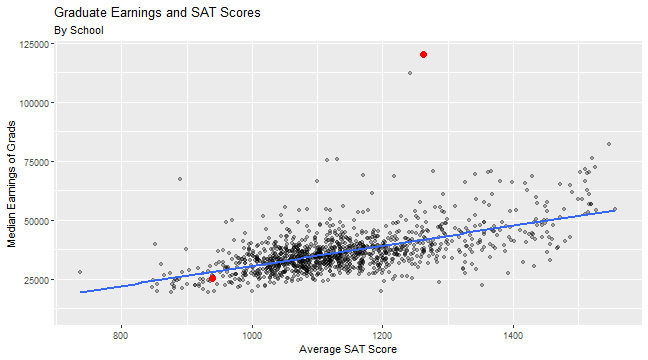 Graduate Earnings and SAT Scores
By School
125000
100000
75000
50000
25000
Median Earnings of Grads
800
1000
1200
1400
Average SAT Score